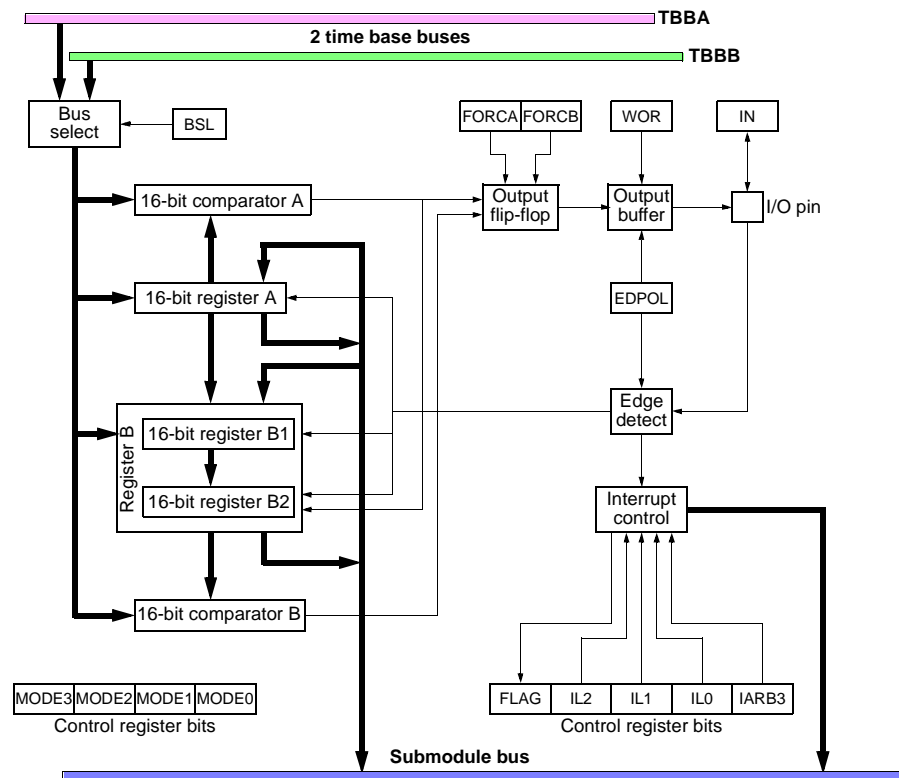 TBBA
2 time base buses
TBBB
Bus
select
BSL
FORCA
FORCB
WOR
IN
16-bit comparator A
Output
flip-flop
Output
buffer
I/O pin
16-bit register A
EDPOL
Register B
16-bit register B1
16-bit register B2
Edge
detect
Interrupt
control
16-bit comparator B
MODE3
MODE2
MODE1
MODE0
Control register bits
FLAG
IL2
IL1
IL0
IARB3
Control register bits
Submodule bus